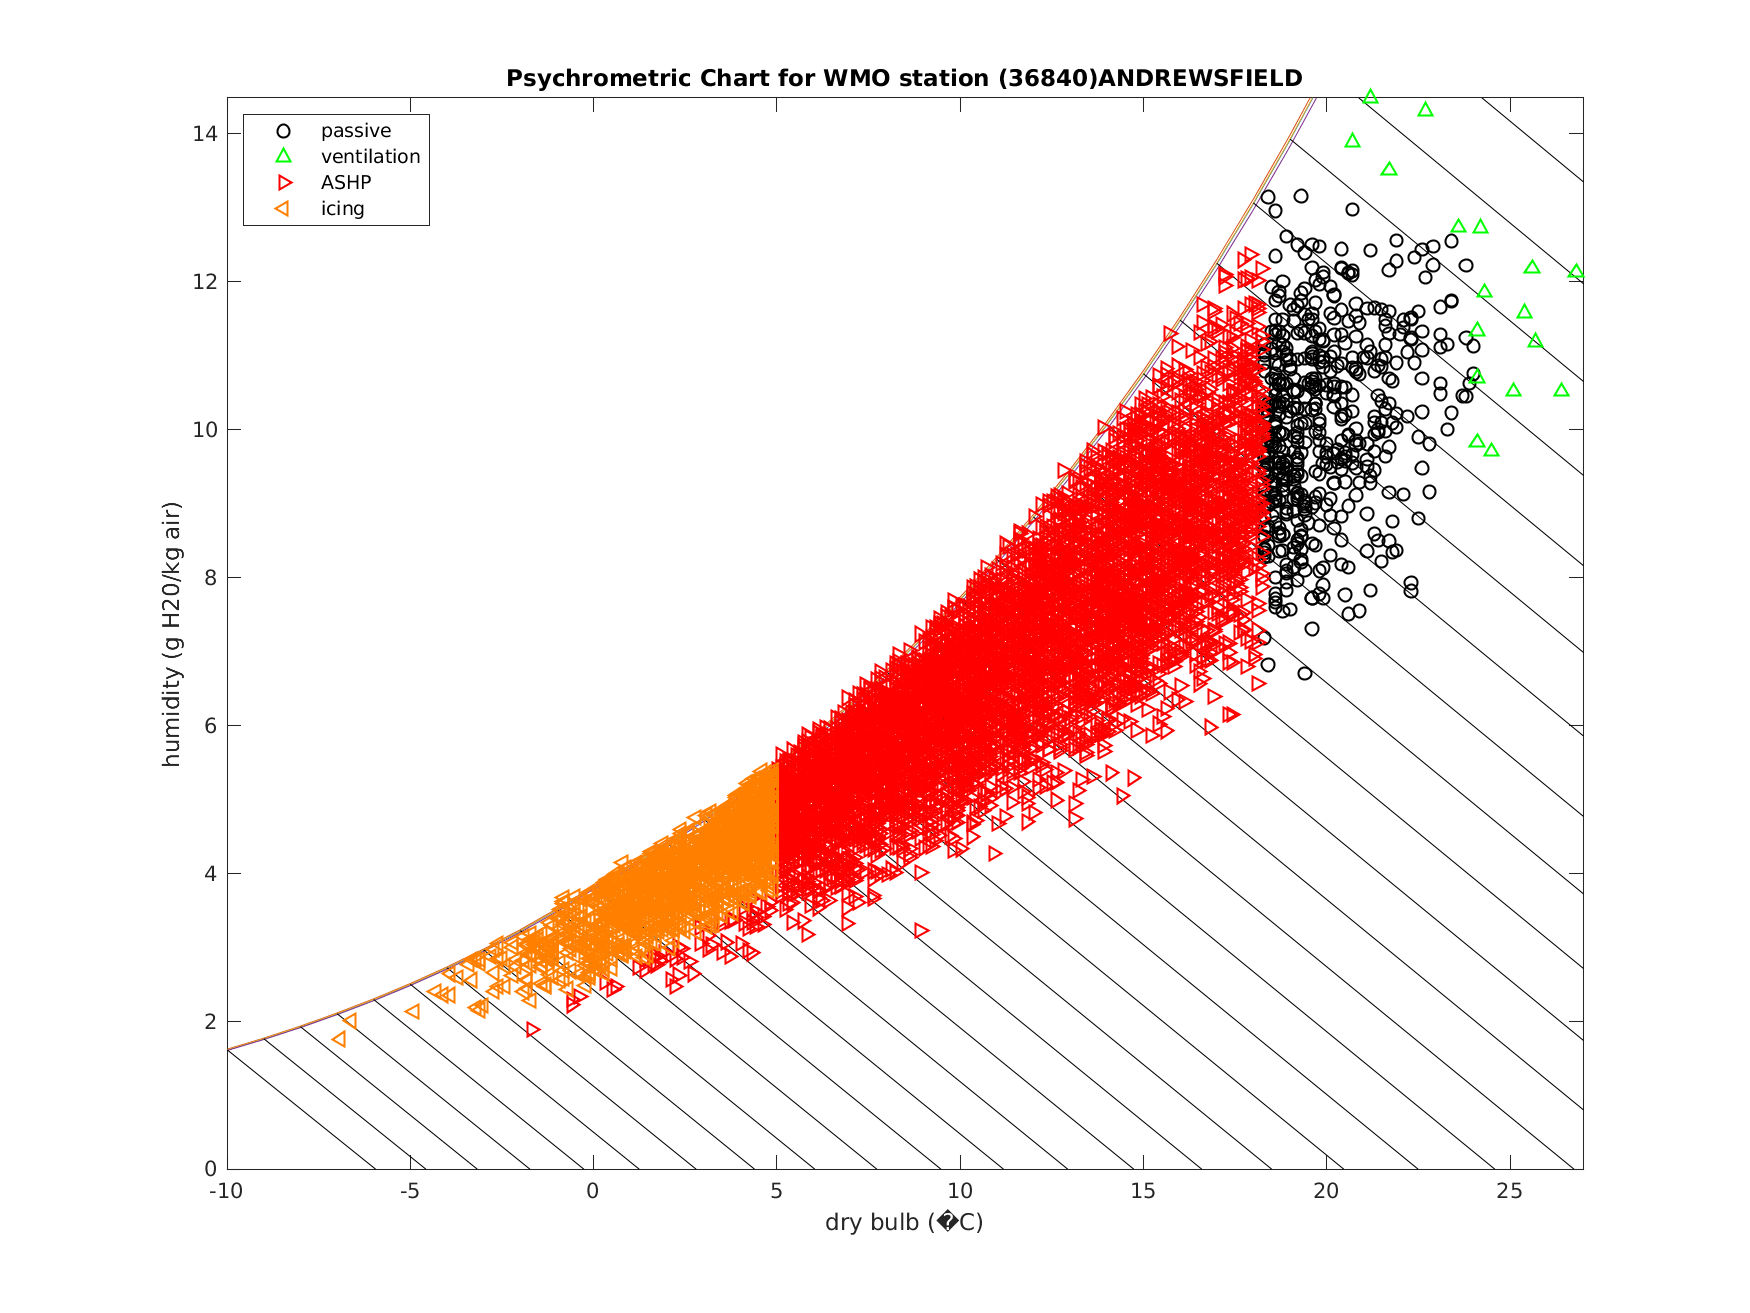 Psychrometric Chart for WMO station (36840)ANDREWSFIELD
passive
ventilation
ASHP
icing
humidity (g H20/kg air)
14
12
10
8
6
4
2
0
-10 -5 0 5 10 15 20 25
dry bulb (�C)